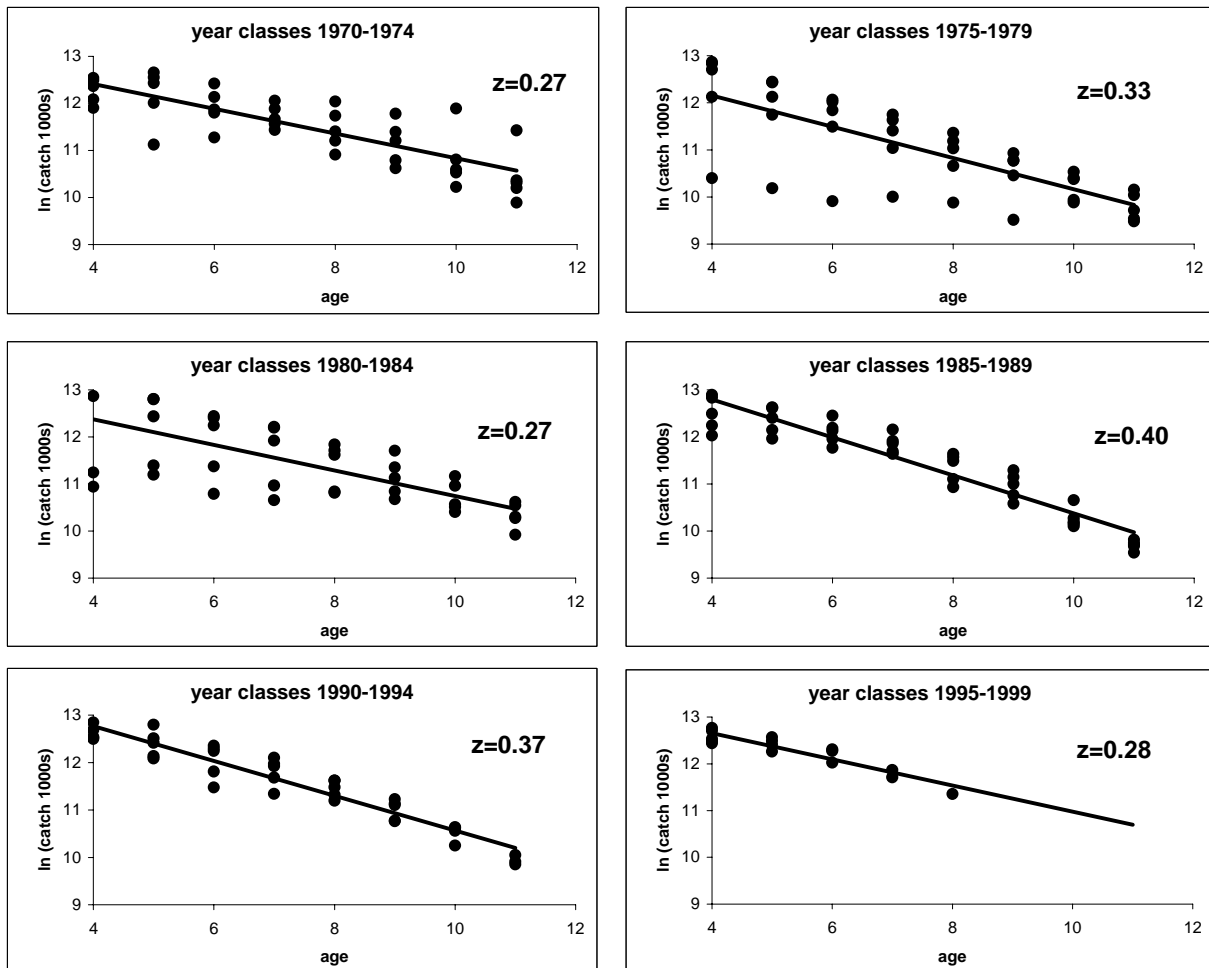 year classes 1970-1974
z=0.27
ln (catch 1000s)
13
12
11
10
9
4 6 8 10 12
age
year classes 1975-1979
z=0.33
ln (catch 1000s)
13
12
11
10
9
4 6 8 10 12
age
year classes 1980-1984
z=0.27
ln (catch 1000s)
13
12
11
10
9
4 6 8 10 12
age
year classes 1985-1989
z=0.40
ln (catch 1000s)
13
12
11
10
9
4 6 8 10 12
age
year classes 1990-1994
z=0.37
ln (catch 1000s)
13
12
11
10
9
4 6 8 10 12
age
year classes 1995-1999
z=0.28
ln (catch 1000s)
13
12
11
10
9
4 6 8 10 12
age